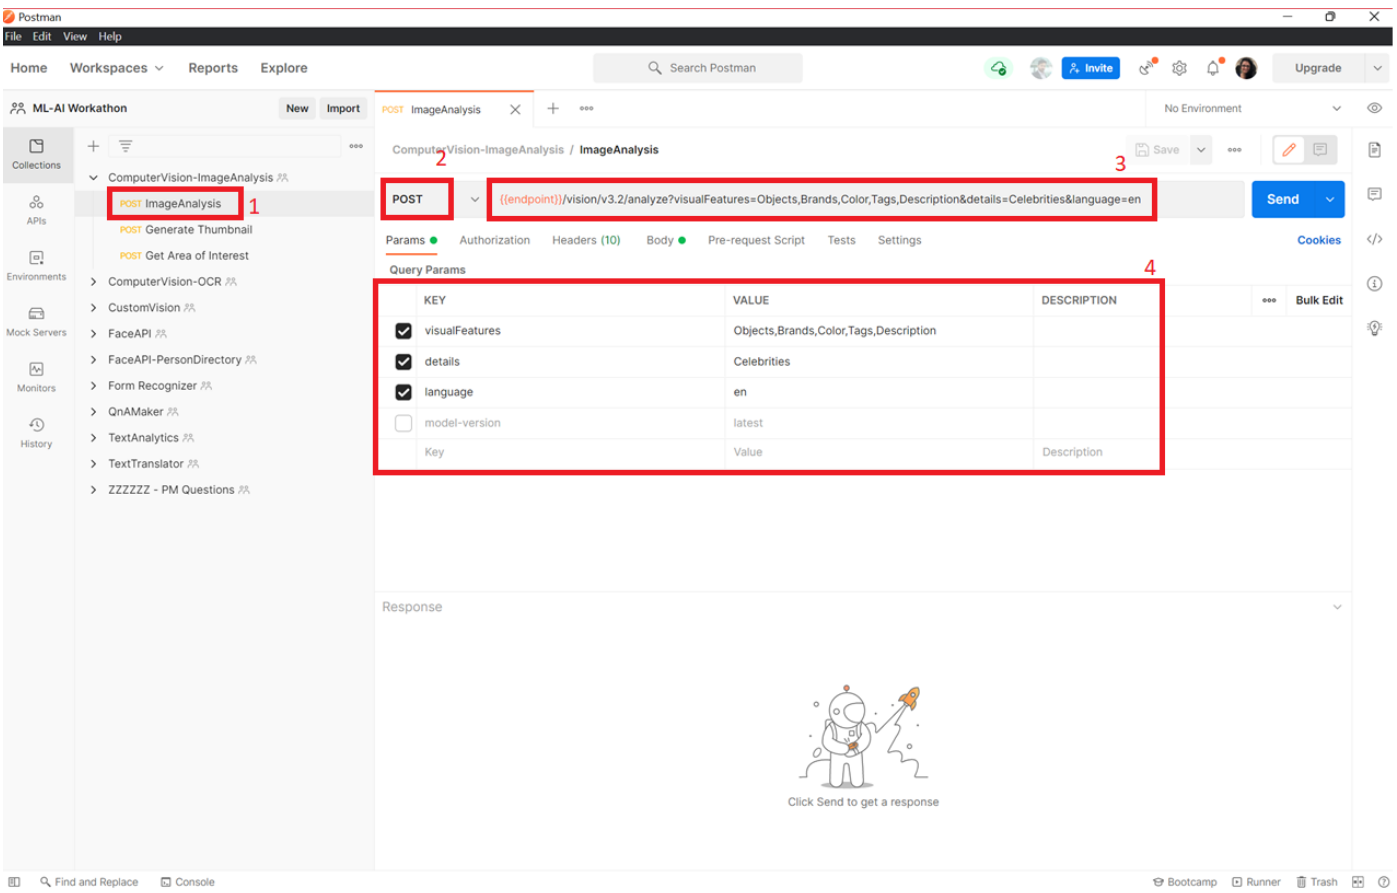 Postman
File Edit View Help
Home Workspaces Reports Explore Search Postman Invite Upgrade
ML-AI Workathon New Import POST ImageAnalysis No Environment
Collections
APIs
Environments
Mock Servers
Monitors
History
ComputerVision-ImageAnalysis
POST ImageAnalysis 1
POST Generate Thumbnail
POST Get Area of Interest
ComputerVision-OCR
CustomVision
FaceAPI
FaceAPI-PersonDirectory
Form Recognizer
QnAMaker
TextAnalytics
TextTranslator
ZZZZZZ - PM Questions
ComputerVision-ImageAnalysis / ImageAnalysis Save
2 3
POST {{endpoint}}/vision/v3.2/analyze?visualFeatures=Objects,Brands,Color,Tags,Description&details=Celebrities&language=en Send
Params Authorization Headers (10) Body Pre-request Script Tests Settings Cookies
Query Params 4
KEY VALUE DESCRIPTION Bulk Edit
visualFeatures Objects,Brands,Color,Tags,Description
details Celebrities
language en
model-version latest
Key Value Description
Response
Click Send to get a response
Find and Replace Console Bootcamp Runner Trash